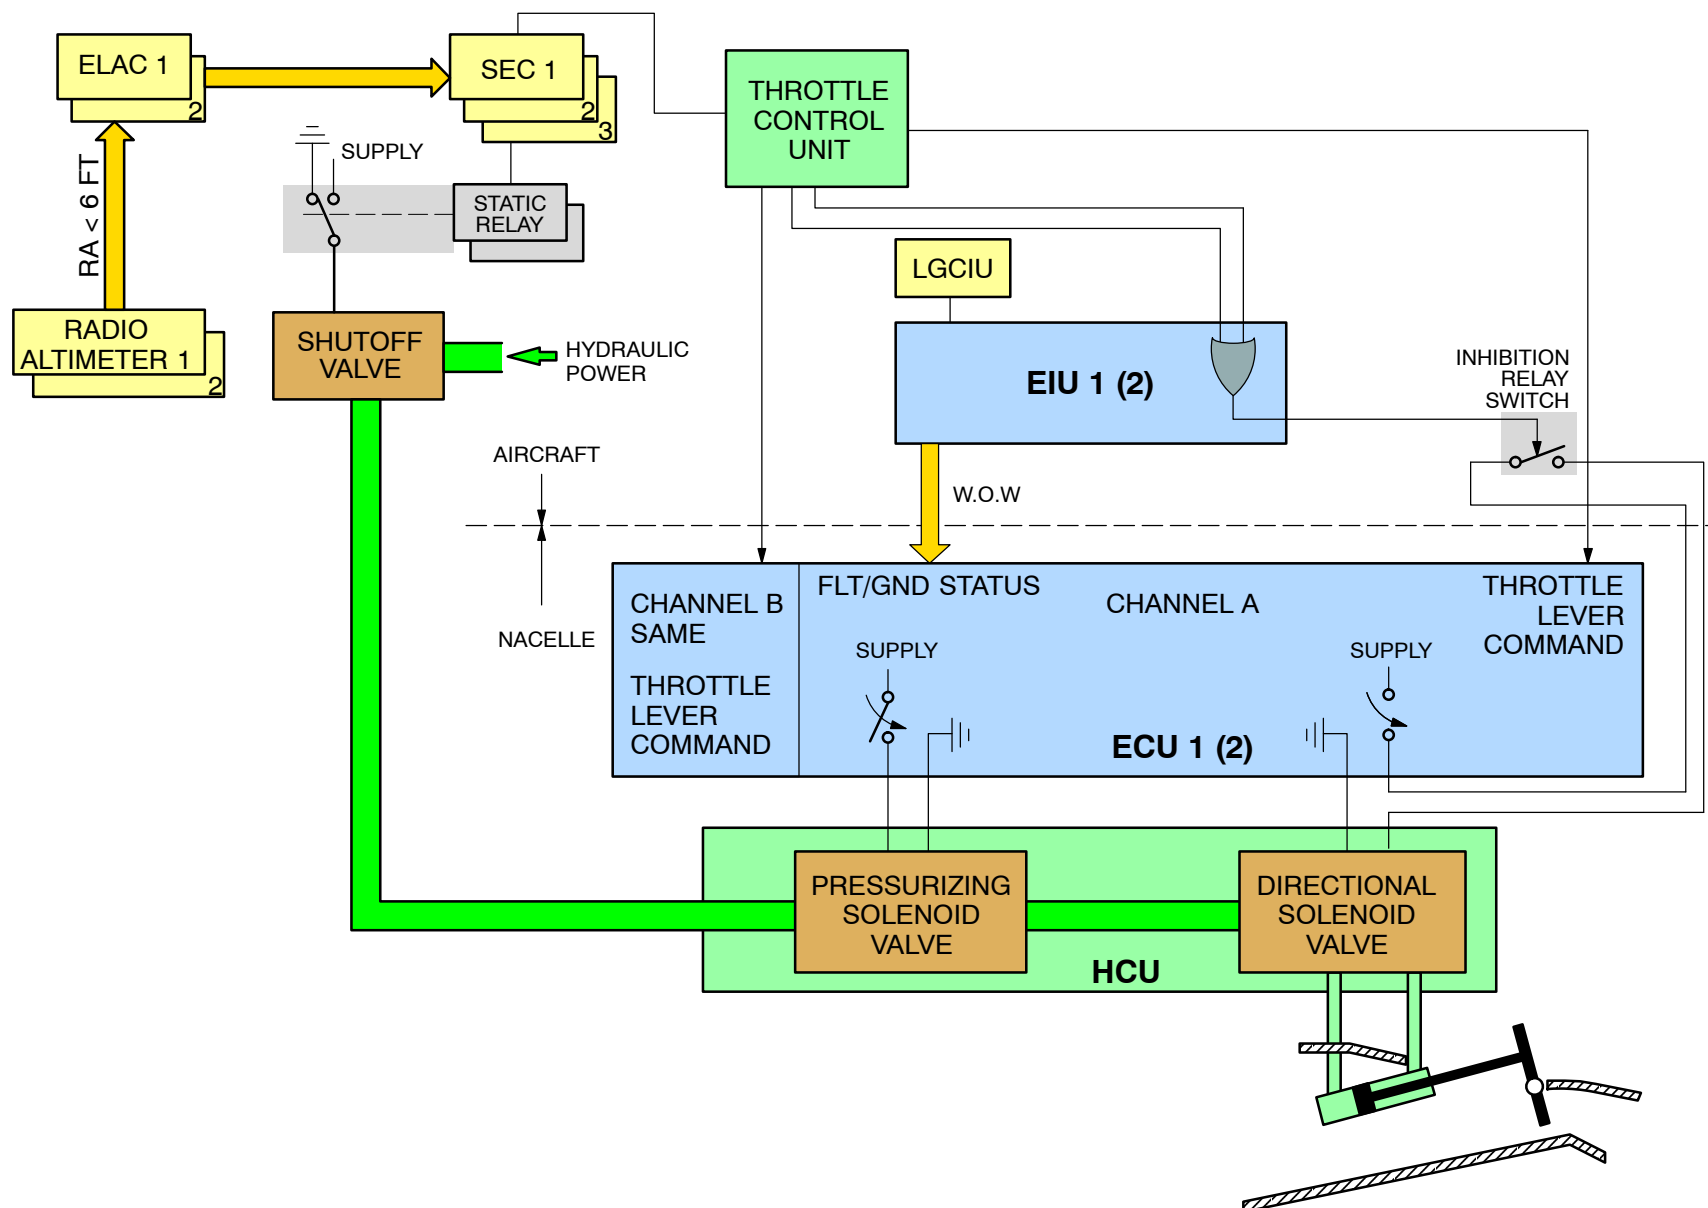 ELAC 1
2
SEC 1
2
3
THROTTLE
CONTROL
UNIT
SUPPLY
RA < 6 FT
STATIC
RELAY
LGCIU
RADIO
ALTIMETER 1
2
SHUTOFF
VALVE
HYDRAULIC
POWER
EIU 1 (2)
INHIBITION
RELAY
SWITCH
AIRCRAFT
W.O.W
NACELLE
CHANNEL B
SAME
THROTTLE
LEVER
COMMAND
FLT/GND STATUS
CHANNEL A
THROTTLE
LEVER
COMMAND
SUPPLY
SUPPLY
ECU 1 (2)
PRESSURIZING
SOLENOID
VALVE
DIRECTIONAL
SOLENOID
VALVE
HCU